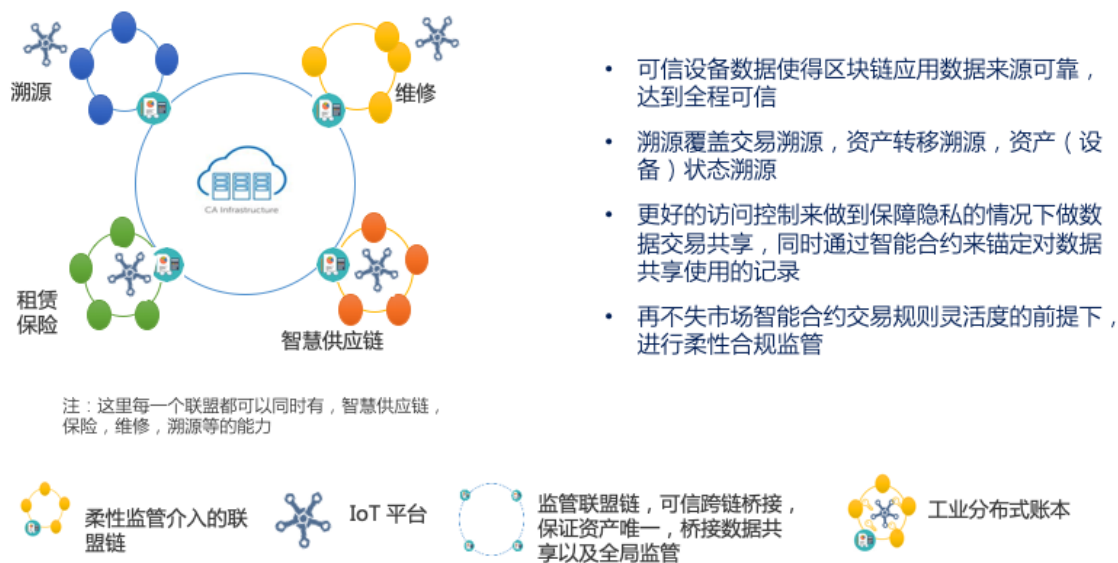 溯源
维修
CA Infrastructure
租赁
保险
智慧供应链
注：这里每一个联盟都可以同时有，智慧供应链，
保险，维修，溯源等的能力
• 可信设备数据使得区块链应用数据来源可靠，
达到全程可信
• 溯源覆盖交易溯源，资产转移溯源，资产（设
备）状态溯源
• 更好的访问控制来做到保障隐私的情况下做数
据交易共享，同时通过智能合约来锚定对数据
共享使用的记录
• 再不失市场智能合约交易规则灵活度的前提下，
进行柔性合规监管
柔性监管介入的联
盟链
IoT 平台
监管联盟链，可信跨链桥接，
保证资产唯一，桥接数据共
享以及全局监管
工业分布式账本